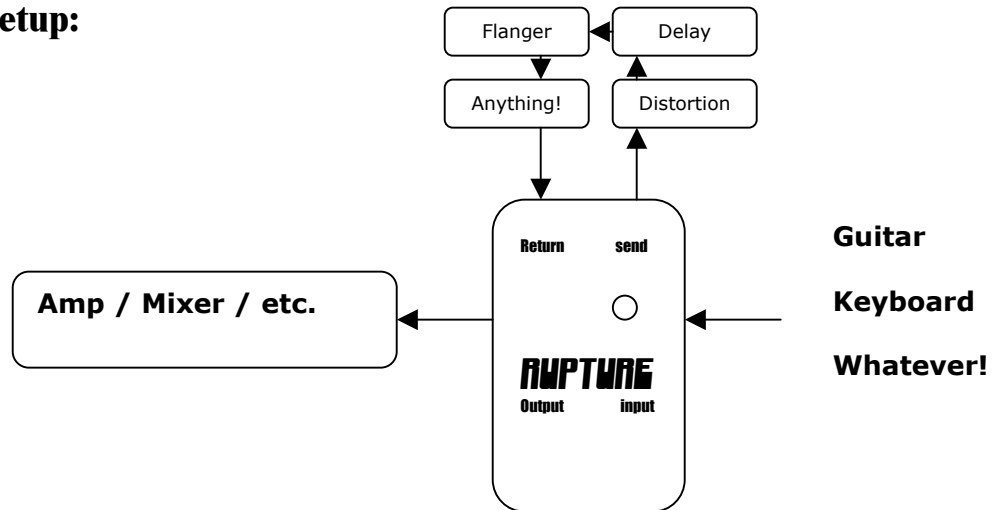 etup:
Flanger
Delay
Anything!
Distortion
Return
send
Guitar
Amp / Mixer / etc.
Keyboard
RUPTURE
Whatever!
Output
input